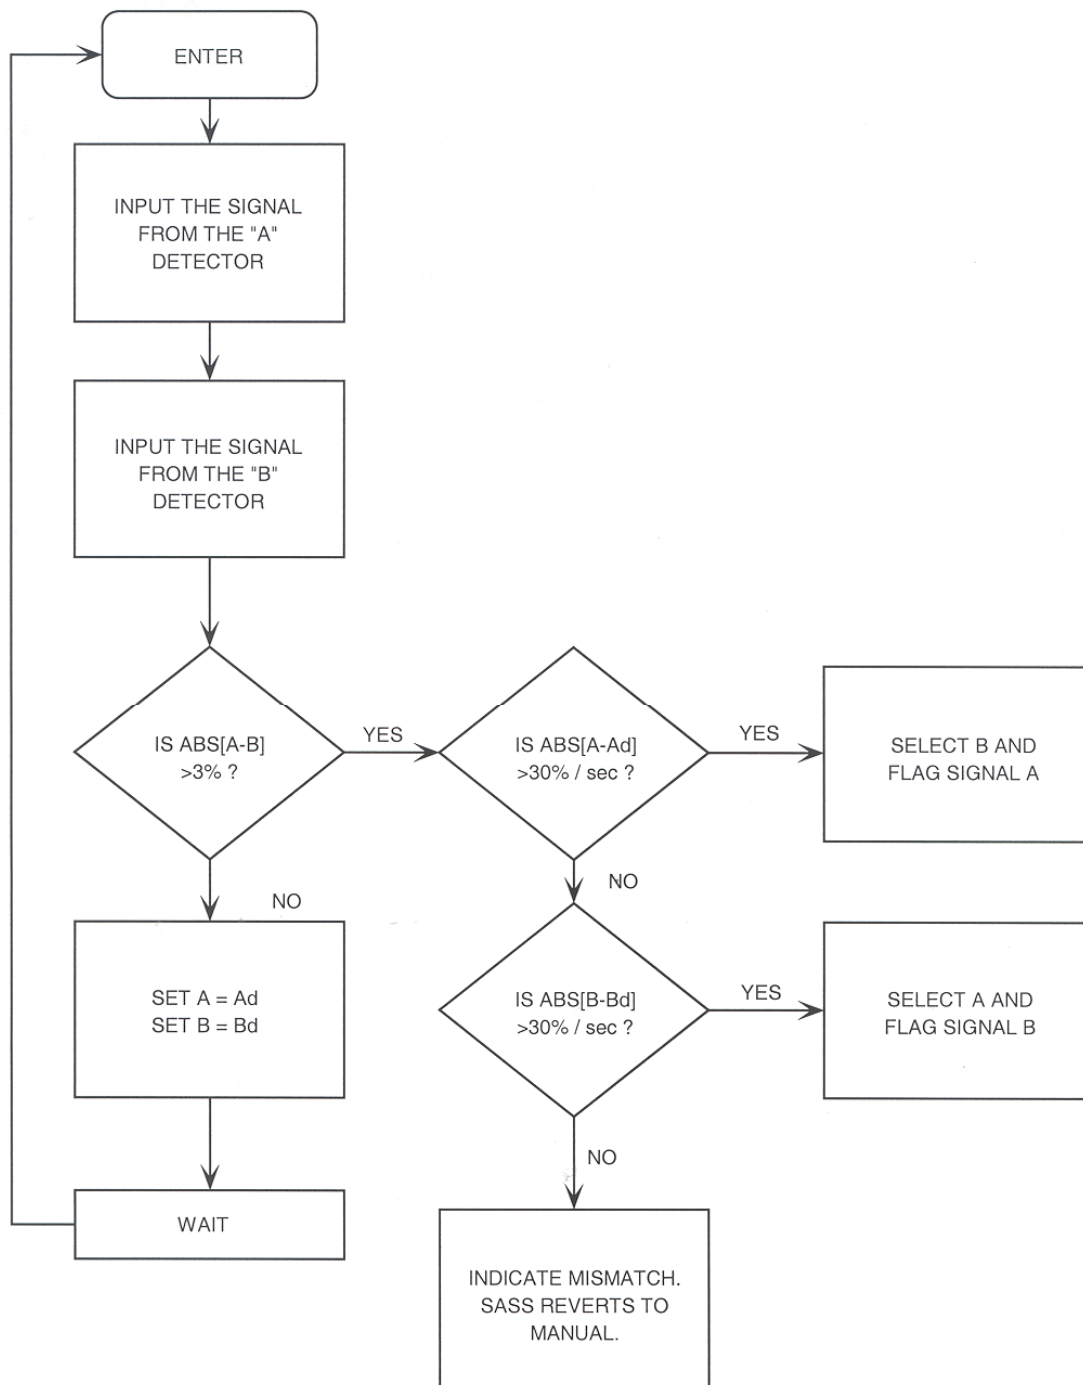 ENTER
INPUT THE SIGNAL
FROM THE "A"
DETECTOR
INPUT THE SIGNAL
FROM THE "B"
DETECTOR
IS ABS[A-B]
>3% ?
YES
IS ABS[A-Ad]
>30% / sec ?
YES
SELECT B AND
FLAG SIGNAL A
NO
NO
SET A = Ad
SET B = Bd
IS ABS[B-Bd]
>30% / sec ?
YES
SELECT A AND
FLAG SIGNAL B
NO
WAIT
INDICATE MISMATCH.
SASS REVERTS TO
MANUAL.